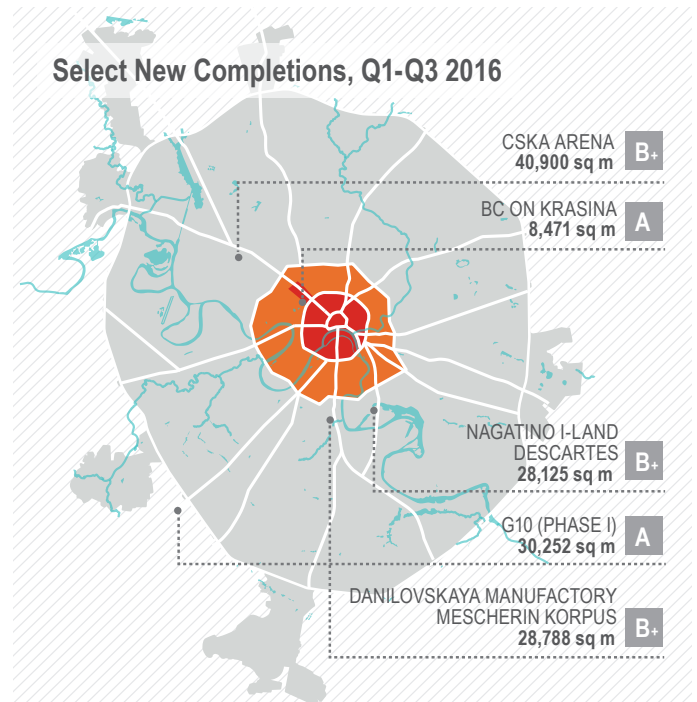 Select New Completions, Q1-Q3 2016
CSKA ARENA
40,900 sq m
B+
BC ON KRASINA
8,471 sq m
A
NAGATINO I-LAND
DESCARTES
28,125 sq m
B+
G10 (PHASE I)
30,252 sq m
A
DANILOVSKAYA MANUFACTORY
MESCHERIN KORPUS
28,788 sq m
B+